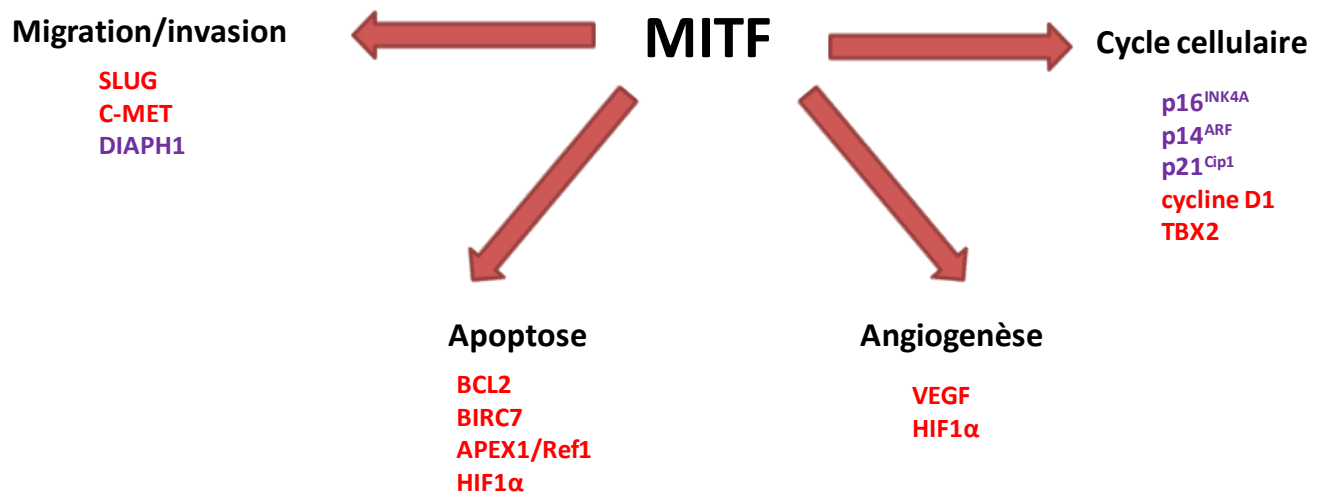 MITF
Migration/invasion
SLUG
C-MET
DIAPH1
Cycle cellulaire
p16INK4A
p14ARF
p21Cip1
cycline D1
TBX2
Apoptose
BCL2
BIRC7
APEX1/Ref1
HIF1α
Angiogenèse
VEGF
HIF1α